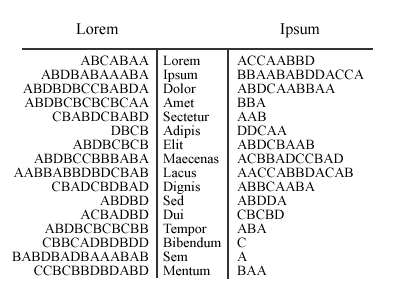 Lorem Ipsum
ABCABAA Lorem ACCAABBD
ABDBABAAABA Ipsum BBAABABDDACCA
ABDBDBCCBABDA Dolor ABDCAABBAA
ABDBCBCBCBCAA Amet BBA
CBABDCBABD Sectetur AAB
DBCB Adipis DDCAA
ABDBCBCB Elit ABDCBAAB
ABDBCCBBBABA Maecenas ACBBADCCBAD
AABBABBDBDCBAB Lacus AACCABBDACAB
CBADCBDBAD Dignis ABBCAABA
ABDBD Sed ABDDA
ACBADBD Dui CBCBD
ABDBCBCBCBB Tempor ABA
CBBCADBDBDD Bibendum C
BABDBADBAAABAB Sem A
CCBCBBDBDABD Mentum BAA